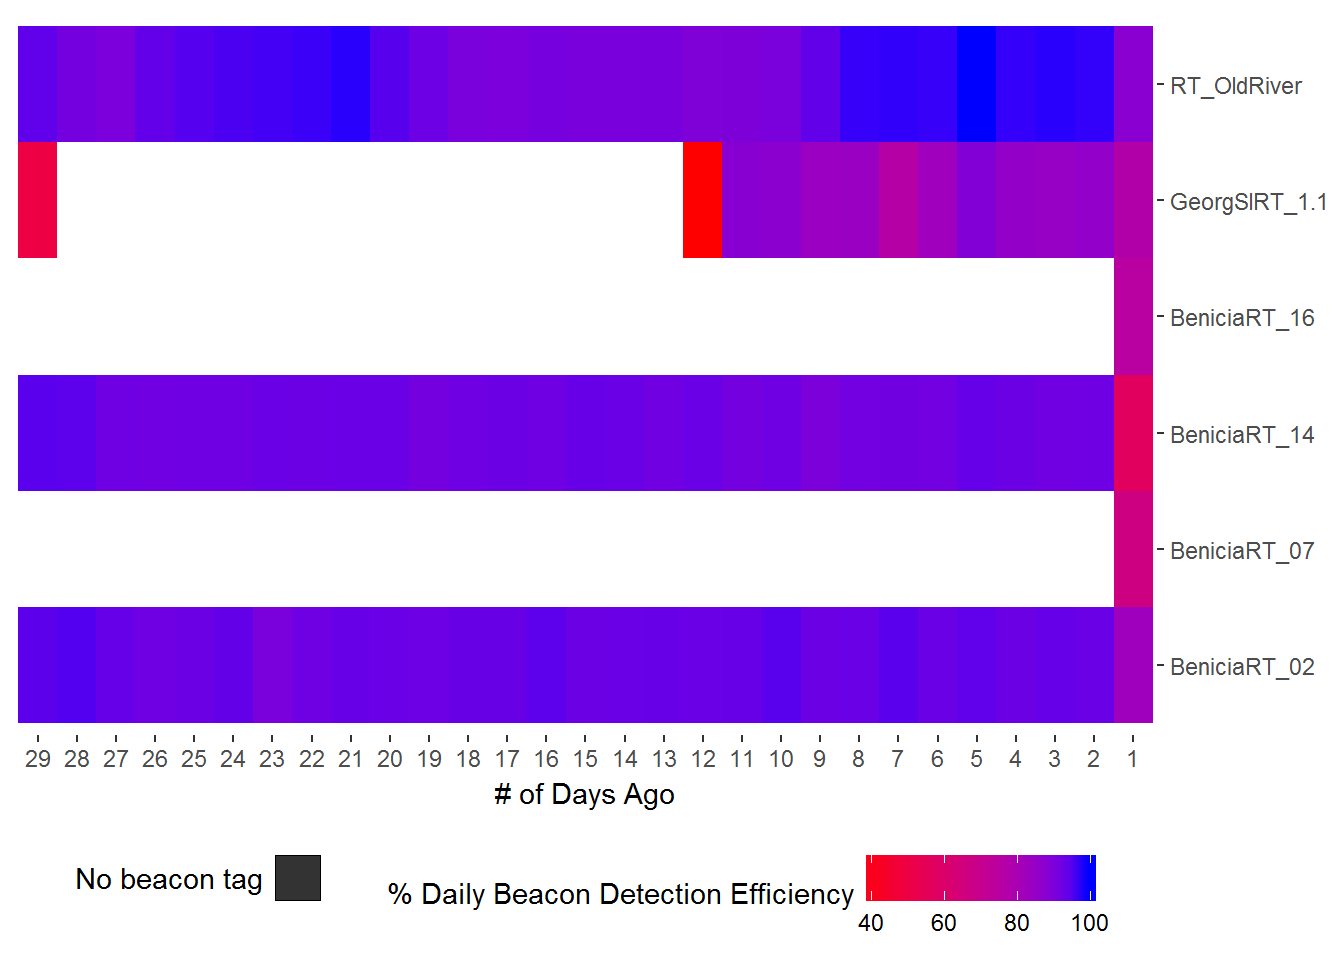 RT_OldRiver
GeorgSlRT_1.1
BeniciaRT_16
BeniciaRT_14
BeniciaRT_07
BeniciaRT_02
29 28 27 26 25 24 23 22 21 20 19 18 17 16 15 14 13 12 11 10 9 8 7 6 5 4 3 2 1
# of Days Ago
No beacon tag
% Daily Beacon Detection Efficiency
40 60 80 100